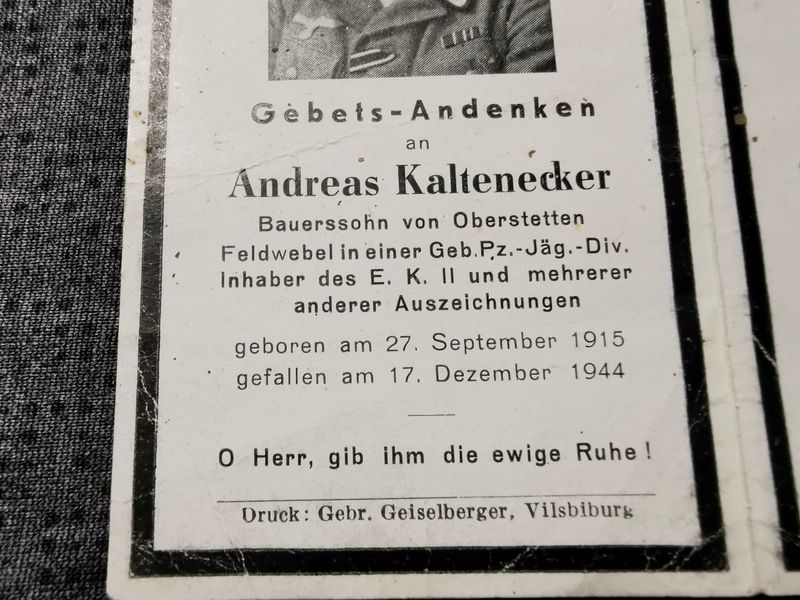 Gebets-Andenken
an
Andreas Kaltenecker
Bauerssohn von Oberstetten
Feldwebel in einer Geb.Pz.-Jäg.-Div.
Inhaber des E. K. II und mehrerer
anderer Auszeichnungen
geboren am 27. September 1915
gefallen am 17. Dezember 1944
O Herr, gib ihm die ewige Ruhe!
Druck: Gebr. Geiselberger, Vilsbiburg